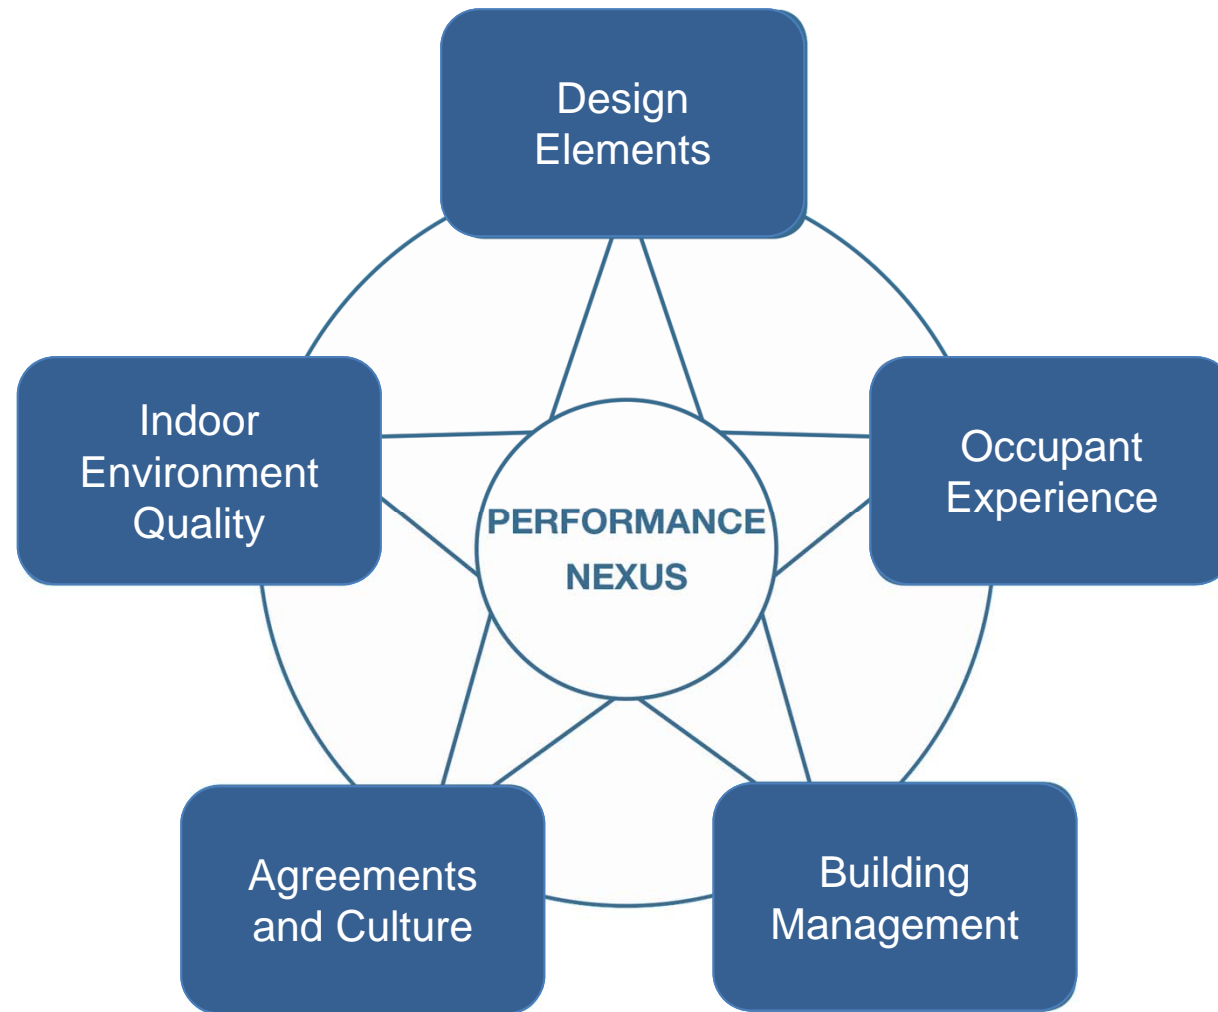 Design
Elements
Indoor
Environment
Quality
Occupant
Experience
PERFORMANCE
NEXUS
Agreements
and Culture
Building
Management